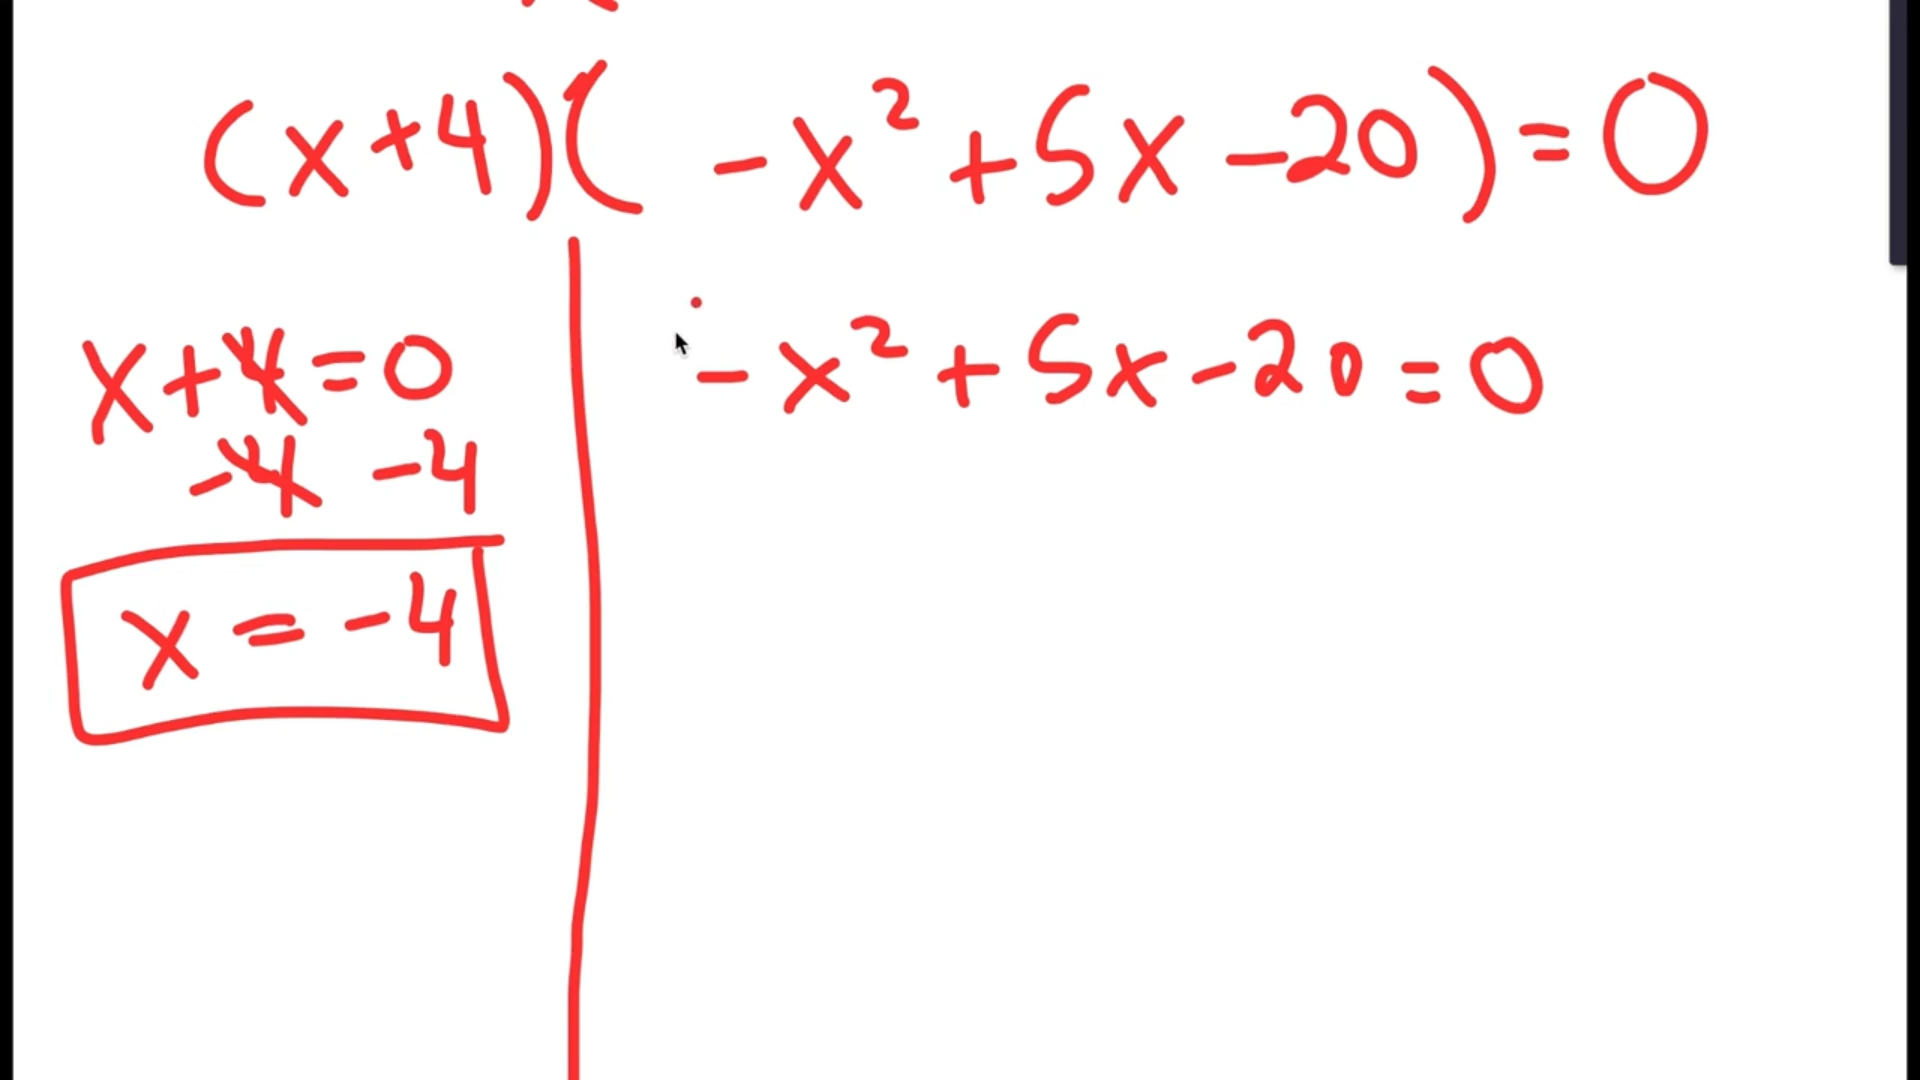 (x+4)( -x² +5x-20)=0
x+4=0
-4 -4
x = -4
-x² +5x-20=0